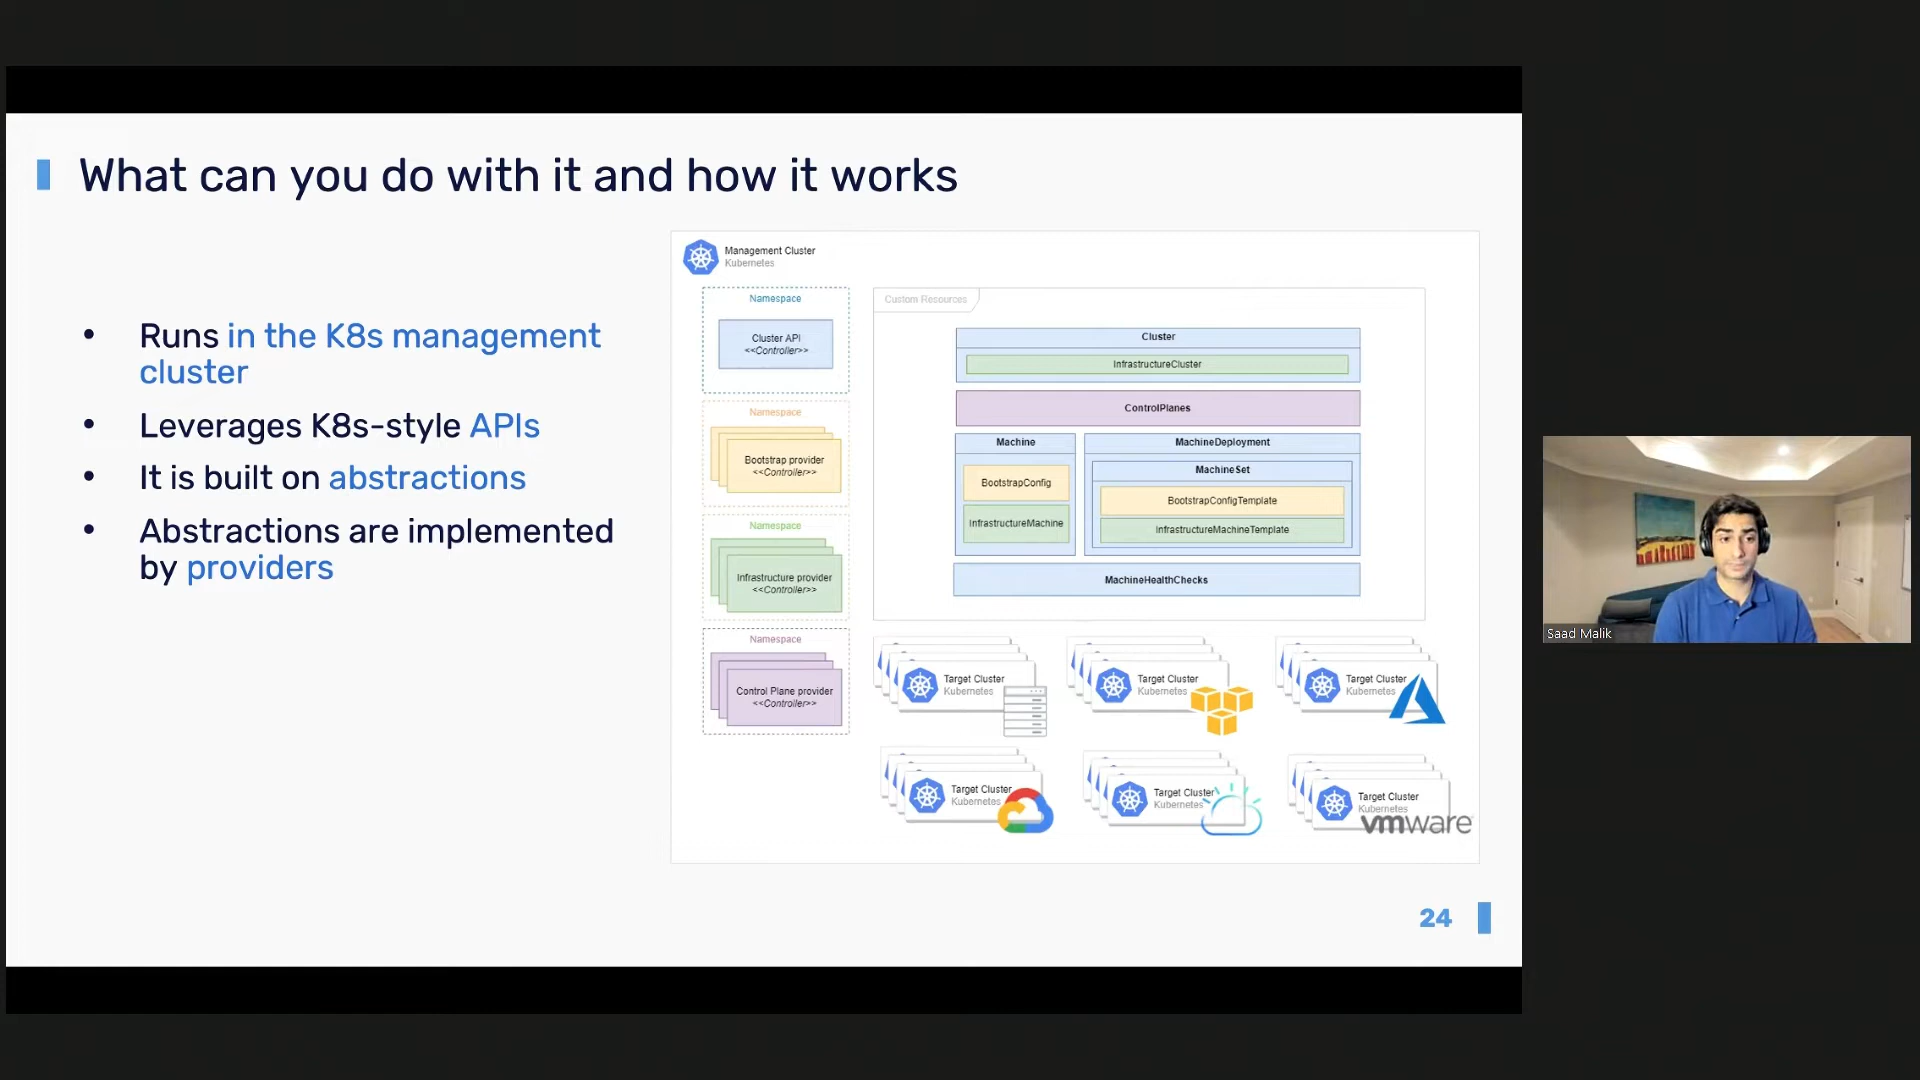 What can you do with it and how it works
• Runs in the K8s management
cluster
• Leverages K8s-style APIs
• It is built on abstractions
• Abstractions are implemented
by providers
Management Cluster
Kubernetes
Namespace
Cluster API
<<Controller>>
Namespace
Bootstrap provider
<<Controller>>
Namespace
Infrastructure provider
<<Controller>>
Namespace
Control Plane provider
<<Controller>>
Custom Resources
Cluster
InfrastructureCluster
ControlPlanes
Machine
BootstrapConfig
InfrastructureMachine
MachineDeployment
MachineSet
BootstrapConfigTemplate
InfrastructureMachineTemplate
MachineHealthChecks
Target Cluster
Kubernetes
Target Cluster
Kubernetes
Target Cluster
Kubernetes
Target Cluster
Kubernetes
Target Cluster
Kubernetes
Target Cluster
Kubernetes
vmware
24
Saad Malik